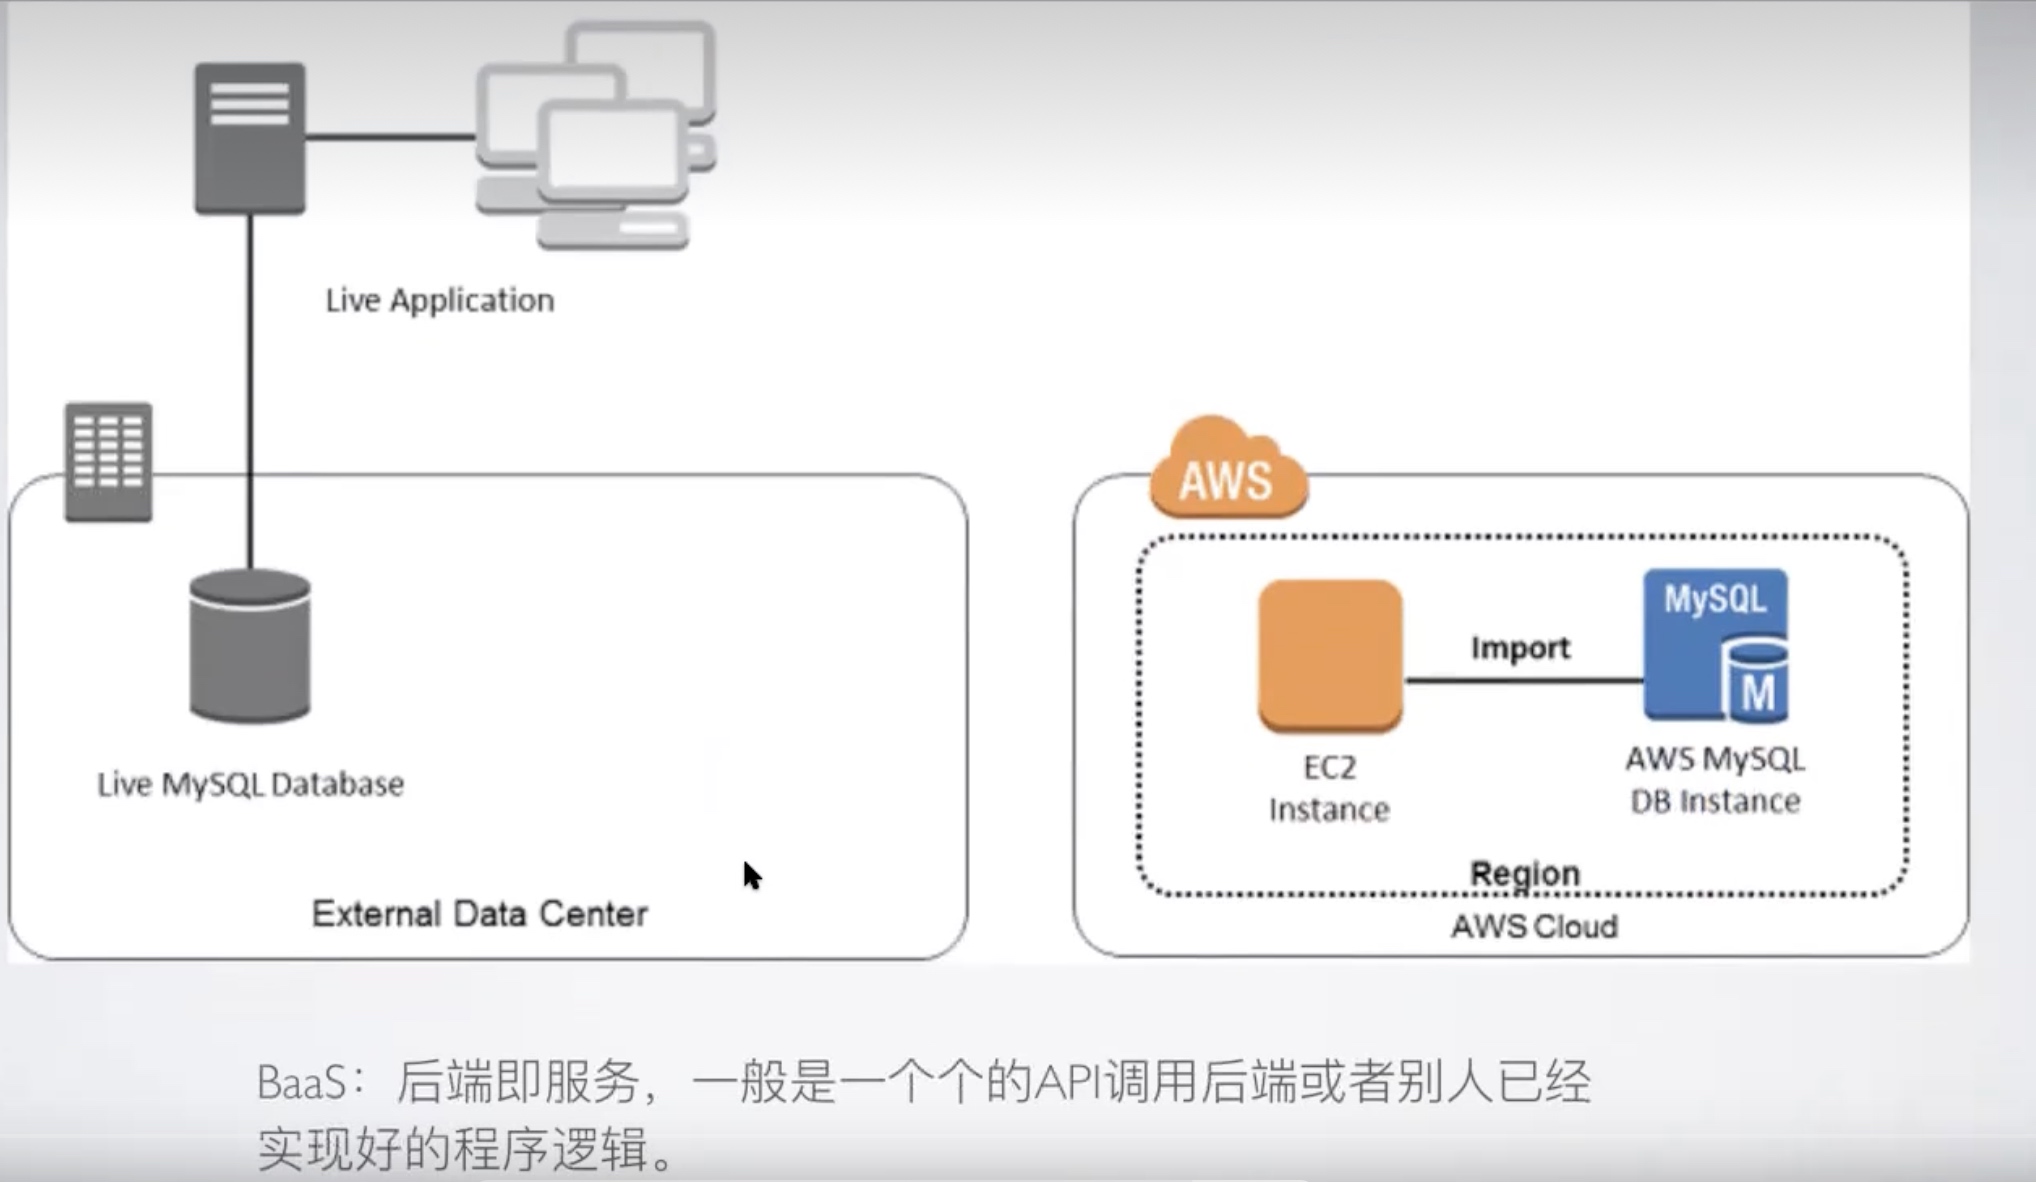 Live Application
Live MySQL Database
External Data Center
AWS
MySQL
M
Import
EC2
Instance
AWS MySQL
DB Instance
Region
AWS Cloud
BaaS：后端即服务，一般是一个个的API调用后端或者别人已经
实现好的程序逻辑。